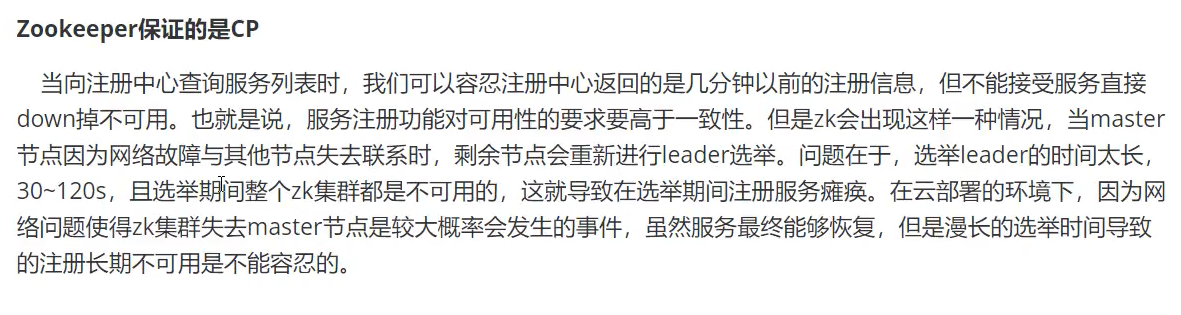 Zookeeper保证的是CP
当向注册中心查询服务列表时，我们可以容忍注册中心返回的是几分钟以前的注册信息，但不能接受服务直接
down掉不可用。也就是说，服务注册功能对可用性的要求要高于一致性。但是zk会出现这样一种情况，当master
节点因为网络故障与其他节点失去联系时，剩余节点会重新进行leader选举。问题在于，选举leader的时间太长，
30~120s，且选举期间整个zk集群都是不可用的，这就导致在选举期间注册服务瘫痪。在云部署的环境下，因为网
络问题使得zk集群失去master节点是较大概率会发生的事件，虽然服务最终能够恢复，但是漫长的选举时间导致
的注册长期不可用是不能容忍的。